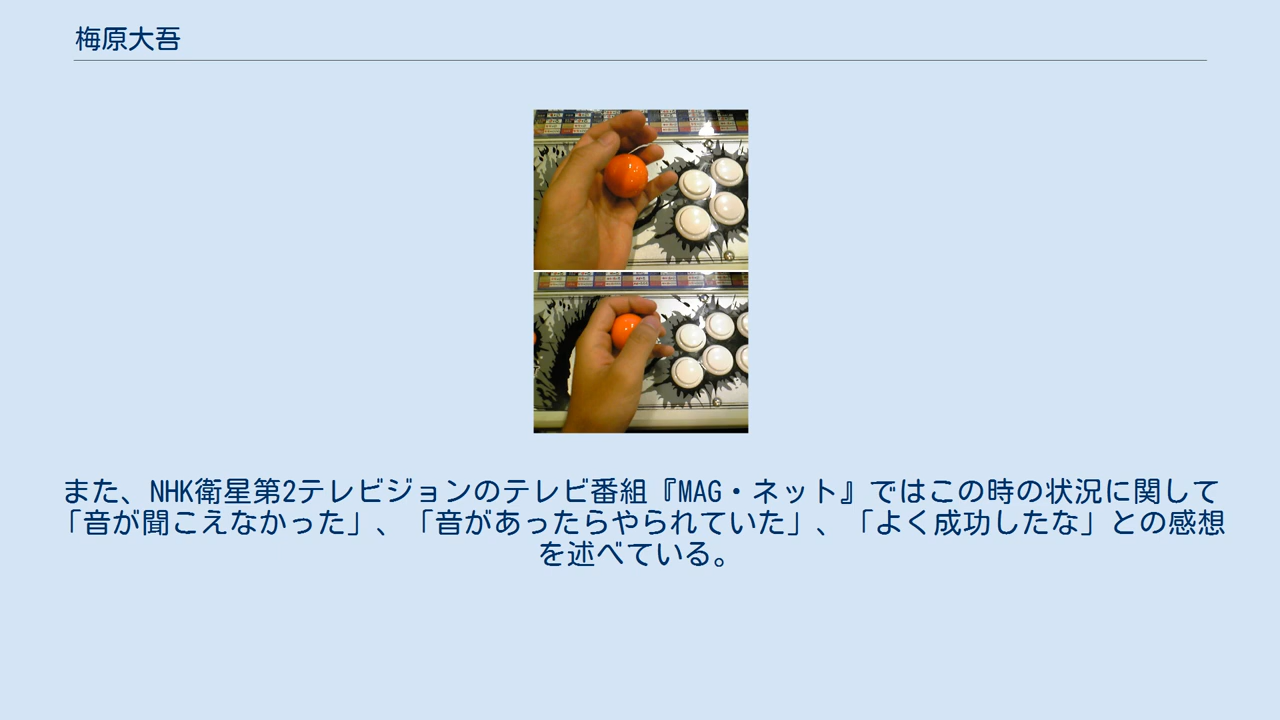 梅原大吾
また、NHK衛星第2テレビジョンのテレビ番組『MAG・ネット』ではこの時の状況に関して
「音が聞こえなかった」、「音があったらやられていた」、「よく成功したな」との感想
を述べている。